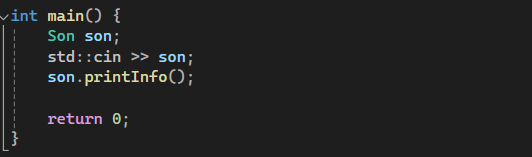 int main() {
    Son son;
    std::cin >> son;
    son.printInfo();

    return 0;
}